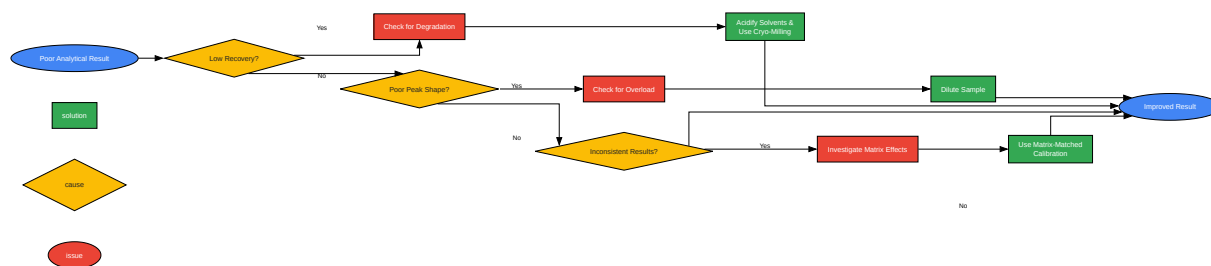 Poor Analytical Result
Low Recovery?
Yes
Check for Degradation
Acidify Solvents &
Use Cryo-Milling
No
Poor Peak Shape?
Yes
Check for Overload
Dilute Sample
Improved Result
No
Inconsistent Results?
Yes
Investigate Matrix Effects
Use Matrix-Matched
Calibration
No
solution
cause
issue